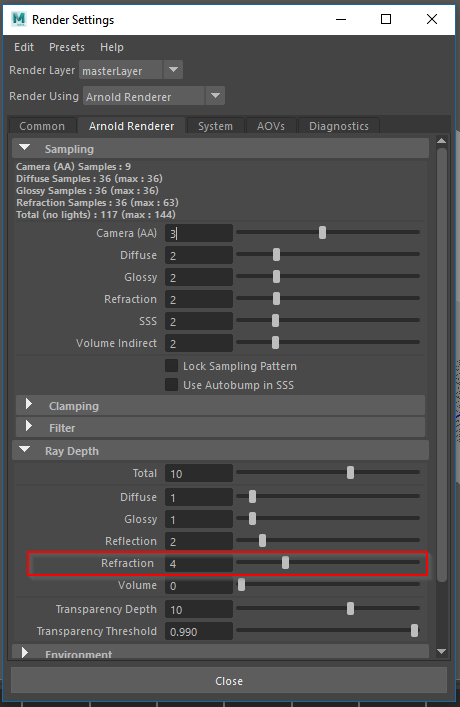 M Render Settings
Edit Presets Help
Render Layer masterLayer
Render Using Arnold Renderer
Common Arnold Renderer System AOVs Diagnostics
Sampling
Camera (AA) Samples : 9
Diffuse Samples : 36 (max : 36)
Glossy Samples : 36 (max : 36)
Refraction Samples : 36 (max : 63)
Total (no lights) : 117 (max : 144)
Camera (AA) 3
Diffuse 2
Glossy 2
Refraction 2
SSS 2
Volume Indirect 2
Lock Sampling Pattern
Use Autobump in SSS
Clamping
Filter
Ray Depth
Total 10
Diffuse 1
Glossy 1
Reflection 2
Refraction 4
Volume 0
Transparency Depth 10
Transparency Threshold 0.990
Environment
Close